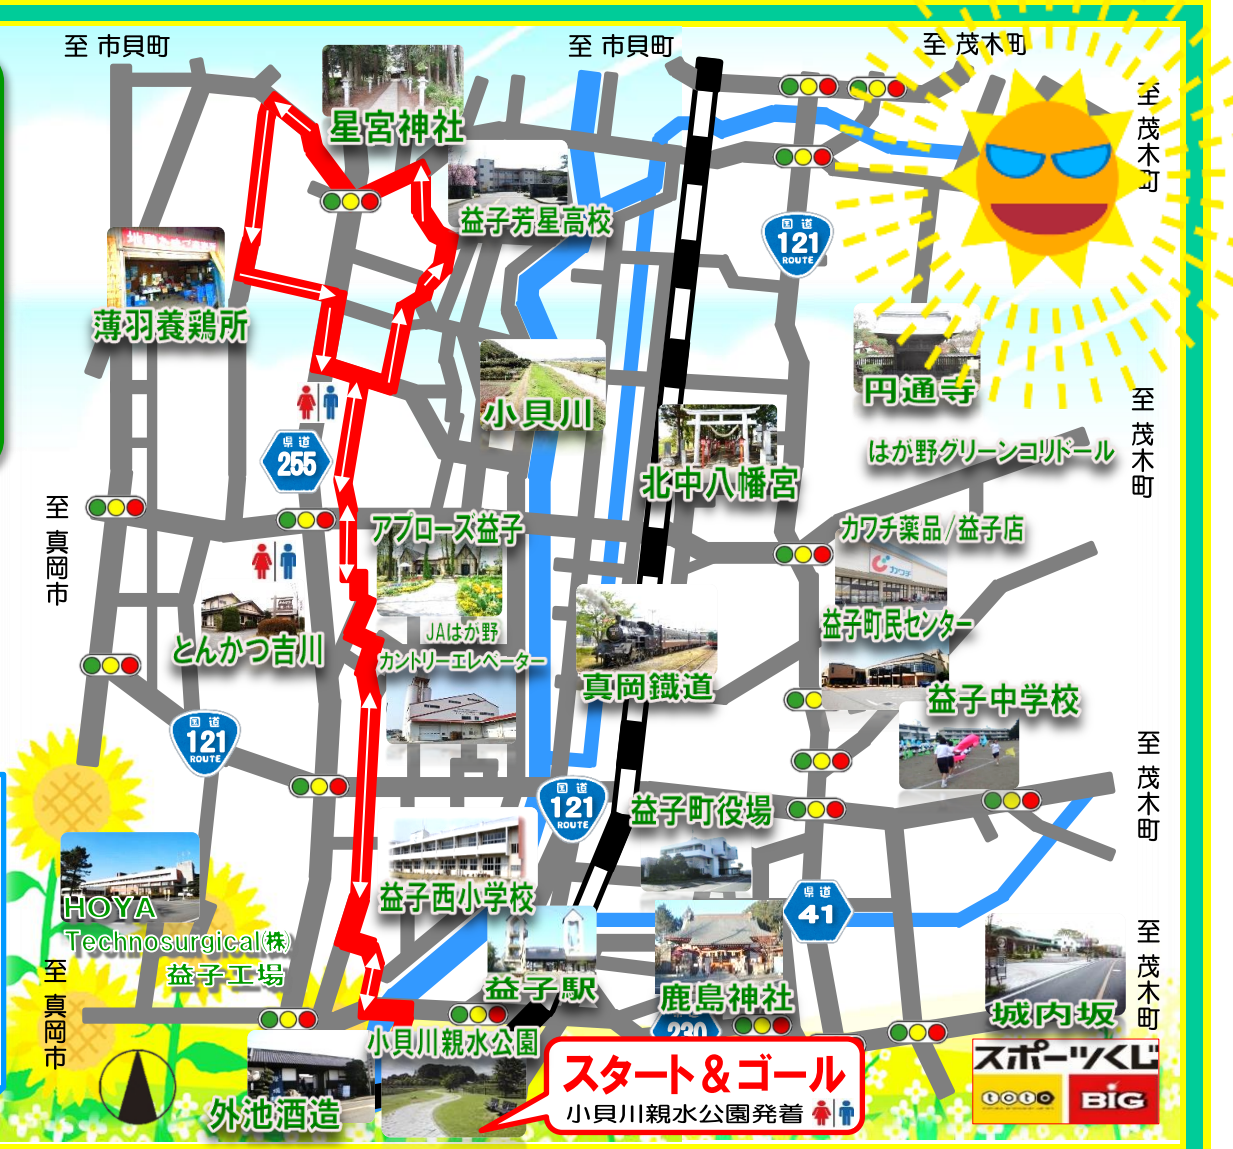 至 市貝町
至 市貝町
至 茂木町
至 茂木町
星宮神社
益子芳星高校
国道
121
ROUTE
薄羽養鶏所
円通寺
小貝川
至 茂木町
県道
255
北中八幡宮
はが野グリーンコリドール
至 真岡市
アプローズ益子
カワチ薬品/益子店
カワチ
とんかつ吉川
JAはが野
カントリーエレベーター
益子町民センター
真岡鐵道
益子中学校
国道
121
ROUTE
至 茂木町
国道
121
ROUTE
益子町役場
益子西小学校
県道
41
HOYA
Technosurgical㈱
益子工場
至 真岡市
益子駅
鹿島神社
230
城内坂
至 茂木町
小貝川親水公園
外池酒造
スタート&ゴール
小貝川親水公園発着
スポーツくじ
toto
BIG